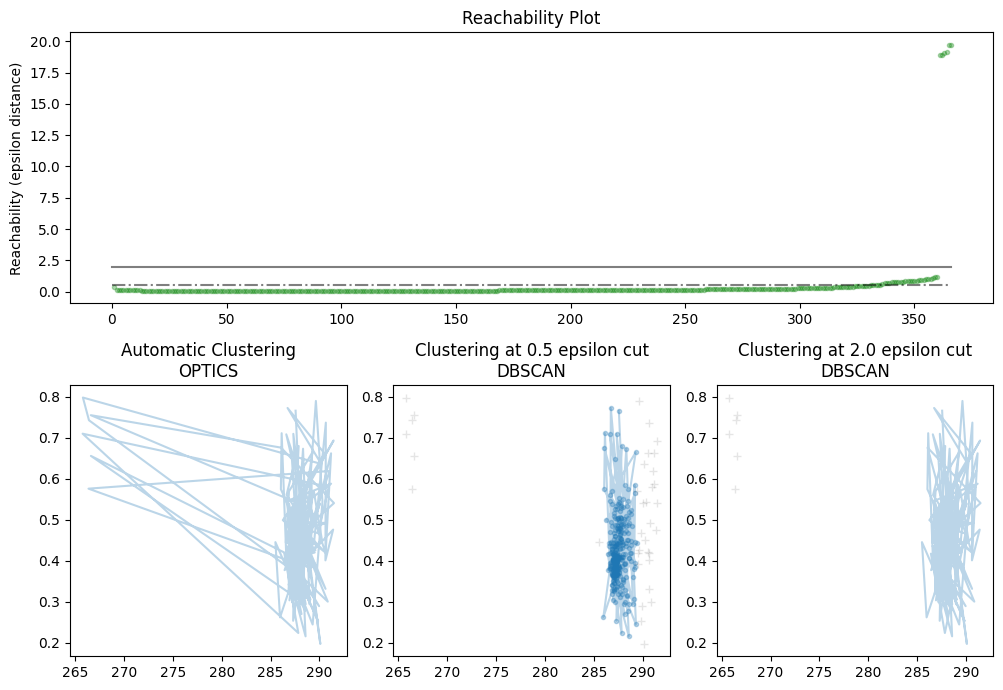 Reachability Plot
Reachability (epsilon distance)
20.0
17.5
15.0
12.5
10.0
7.5
5.0
2.5
0.0
0 50 100 150 200 250 300 350
Automatic Clustering
OPTICS
0.8
0.7
0.6
0.5
0.4
0.3
0.2
265 270 275 280 285 290
Clustering at 0.5 epsilon cut
DBSCAN
0.8
0.7
0.6
0.5
0.4
0.3
0.2
265 270 275 280 285 290
Clustering at 2.0 epsilon cut
DBSCAN
0.8
0.7
0.6
0.5
0.4
0.3
0.2
265 270 275 280 285 290